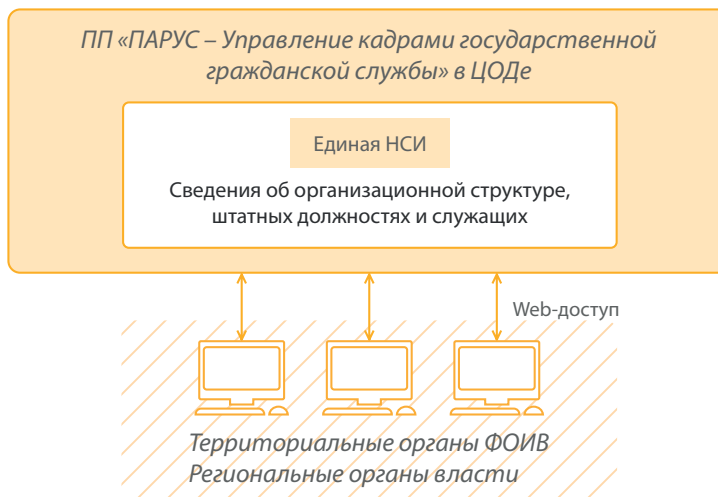 ПП «ПАРУС – Управление кадрами государственной
гражданской службы» в ЦОДе
Единая НСИ
Сведения об организационной структуре,
штатных должностях и служащих
Web-доступ
Территориальные органы ФОИВ
Региональные органы власти